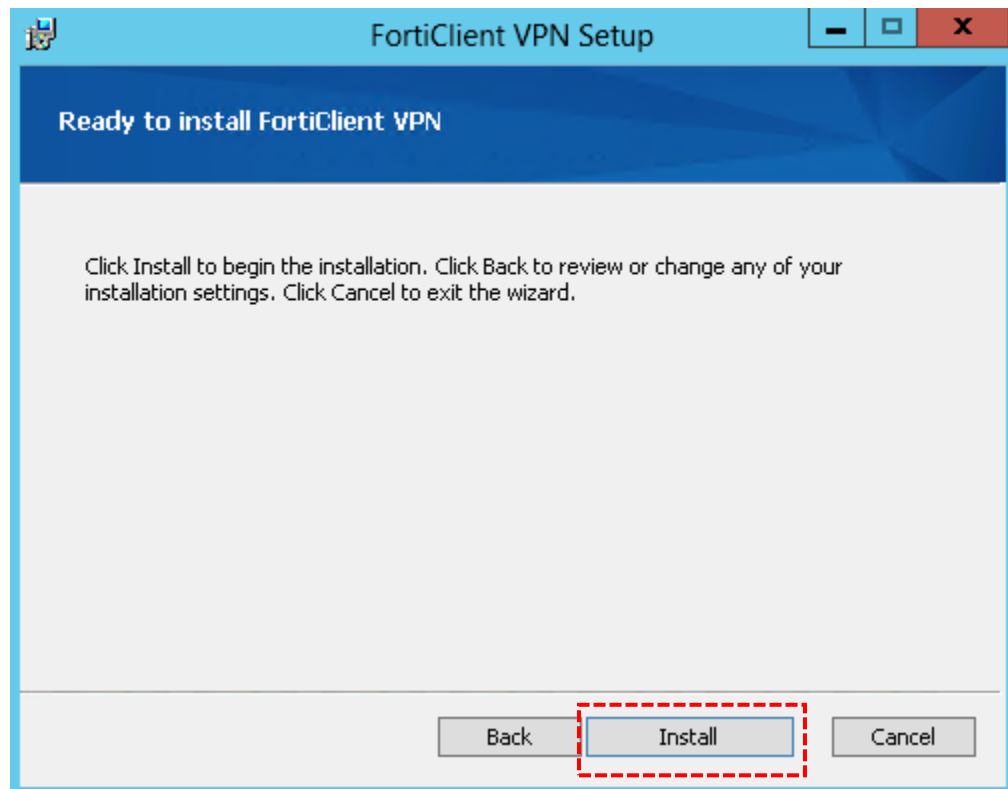 FortiClient VPN Setup
Ready to install FortiClient VPN
Click Install to begin the installation. Click Back to review or change any of your
installation settings. Click Cancel to exit the wizard.
Back
Install
Cancel